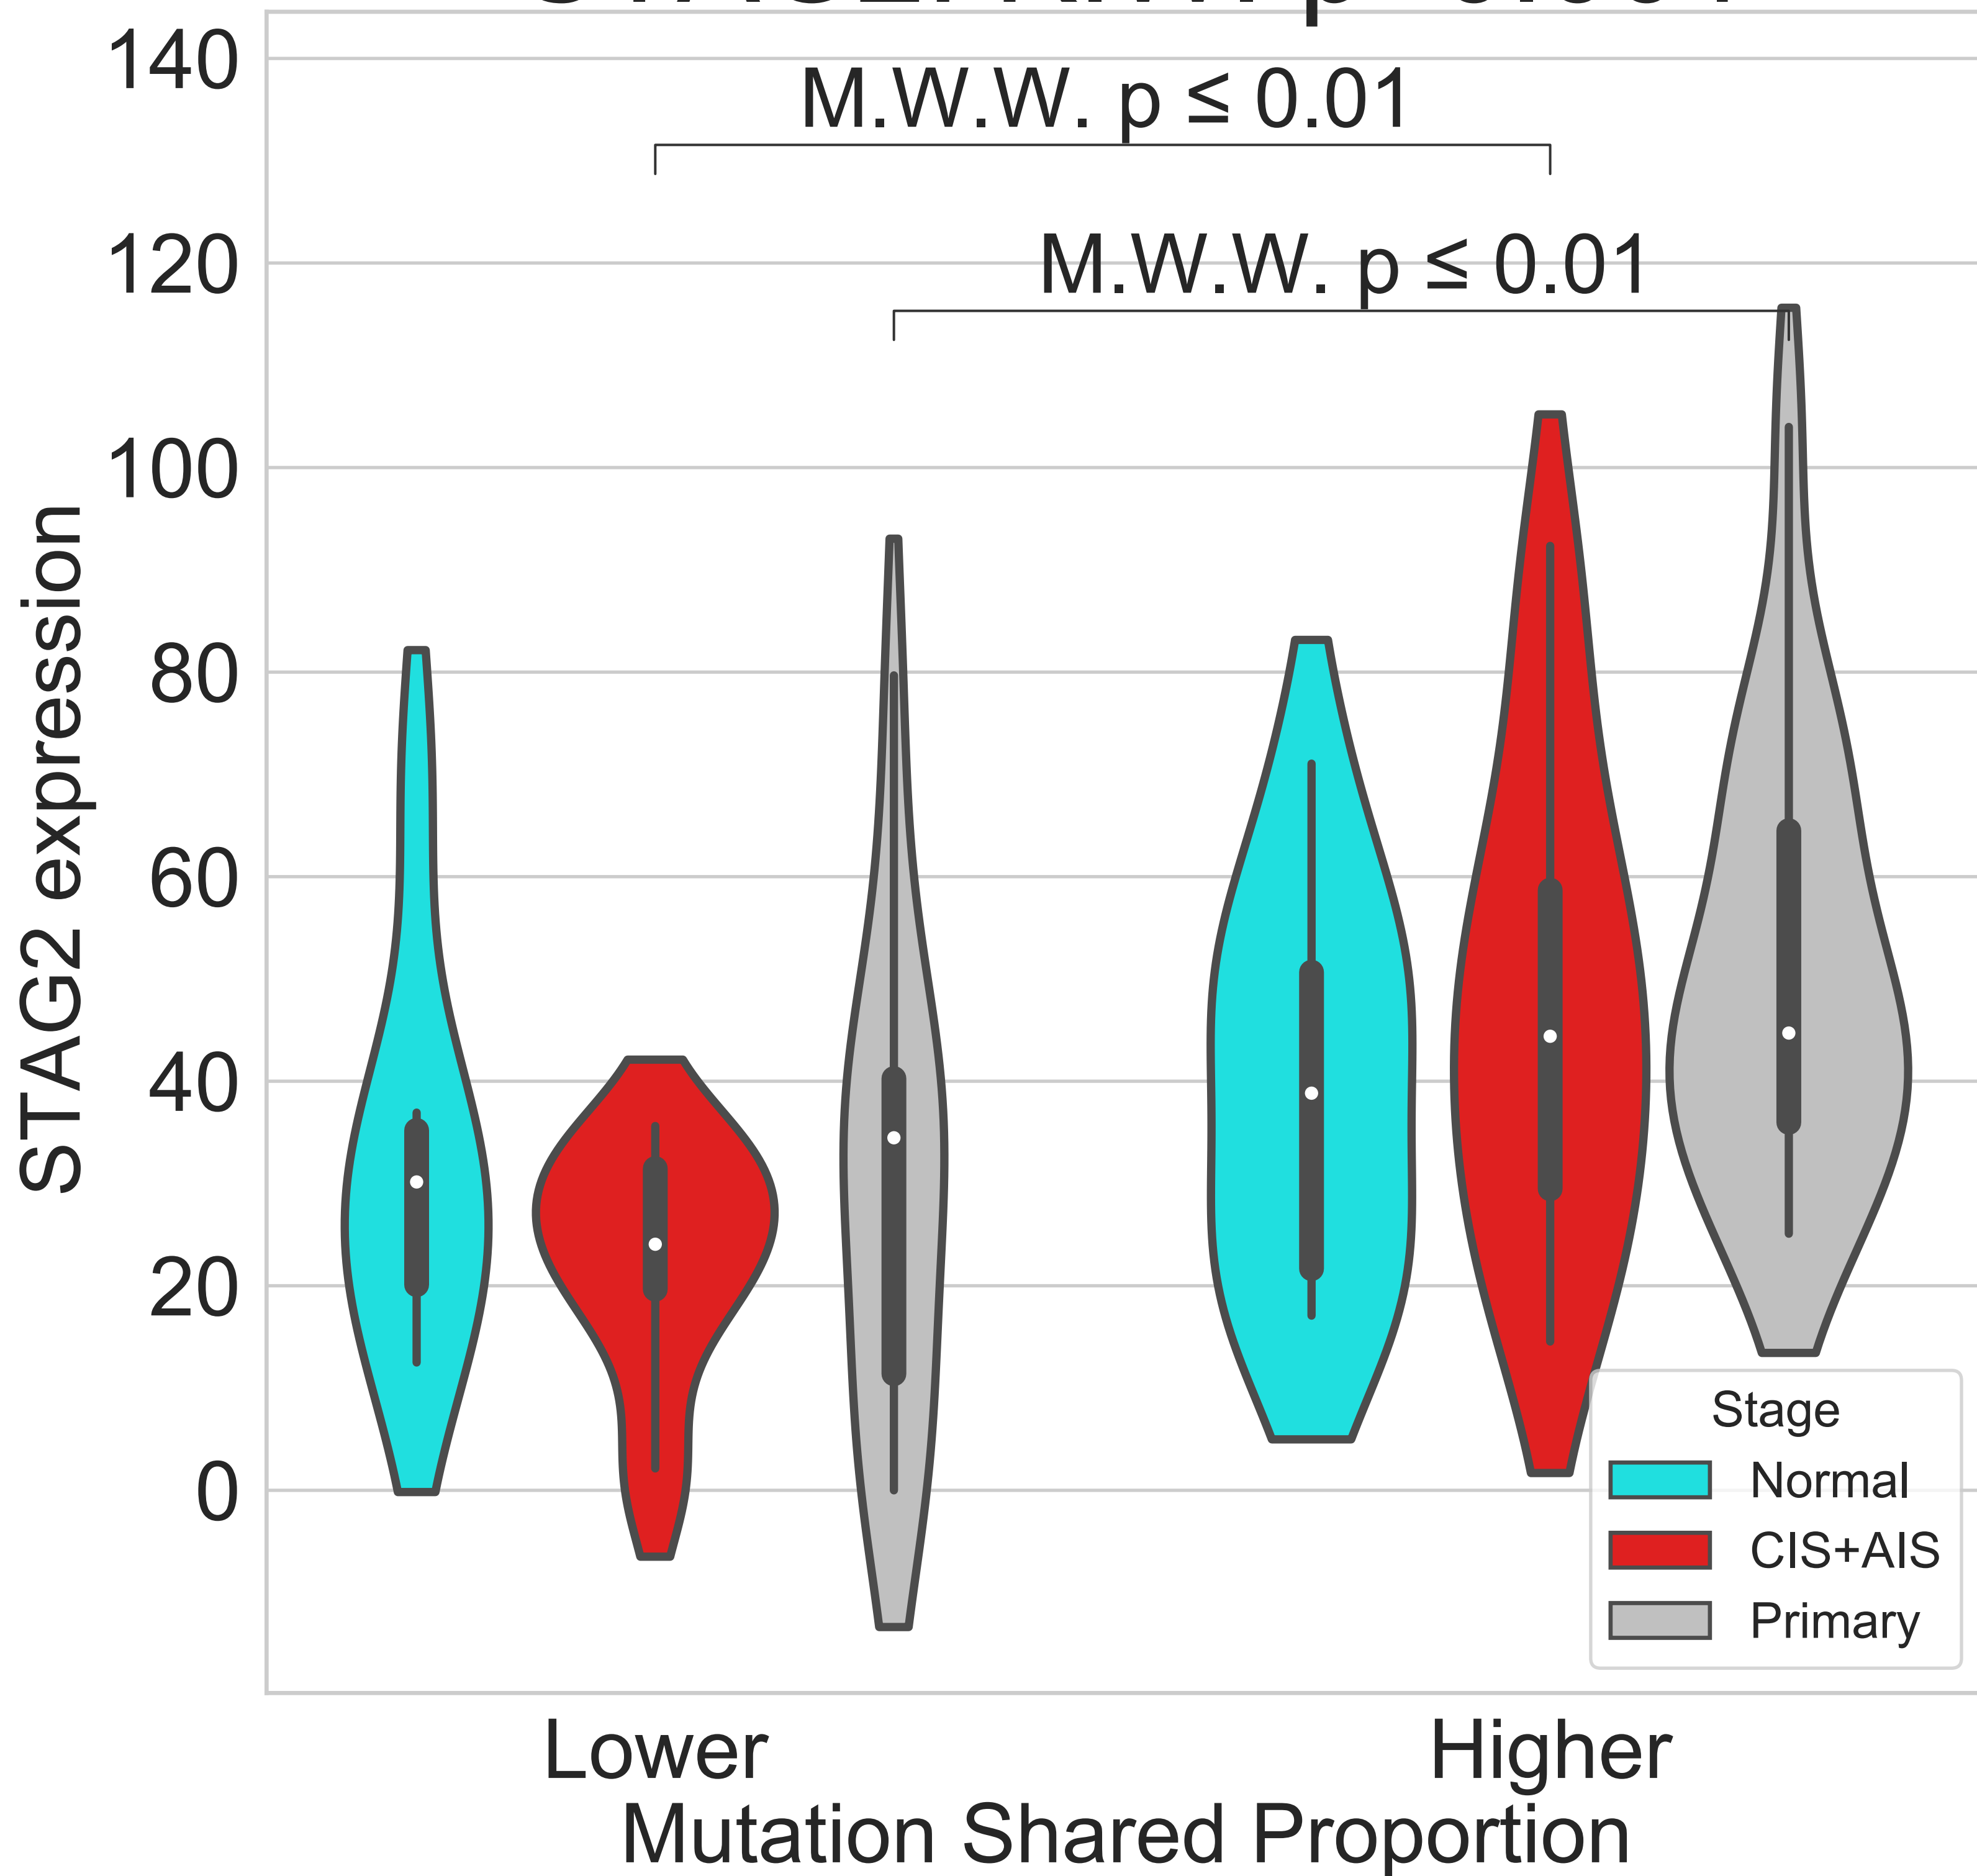 140
M.W.W. p ≤ 0.01
120
M.W.W. p ≤ 0.01
100
80
60
40
20
0
STAG2 expression
Stage
Normal
CIS+AIS
Primary
Lower
Higher
Mutation Shared Proportion